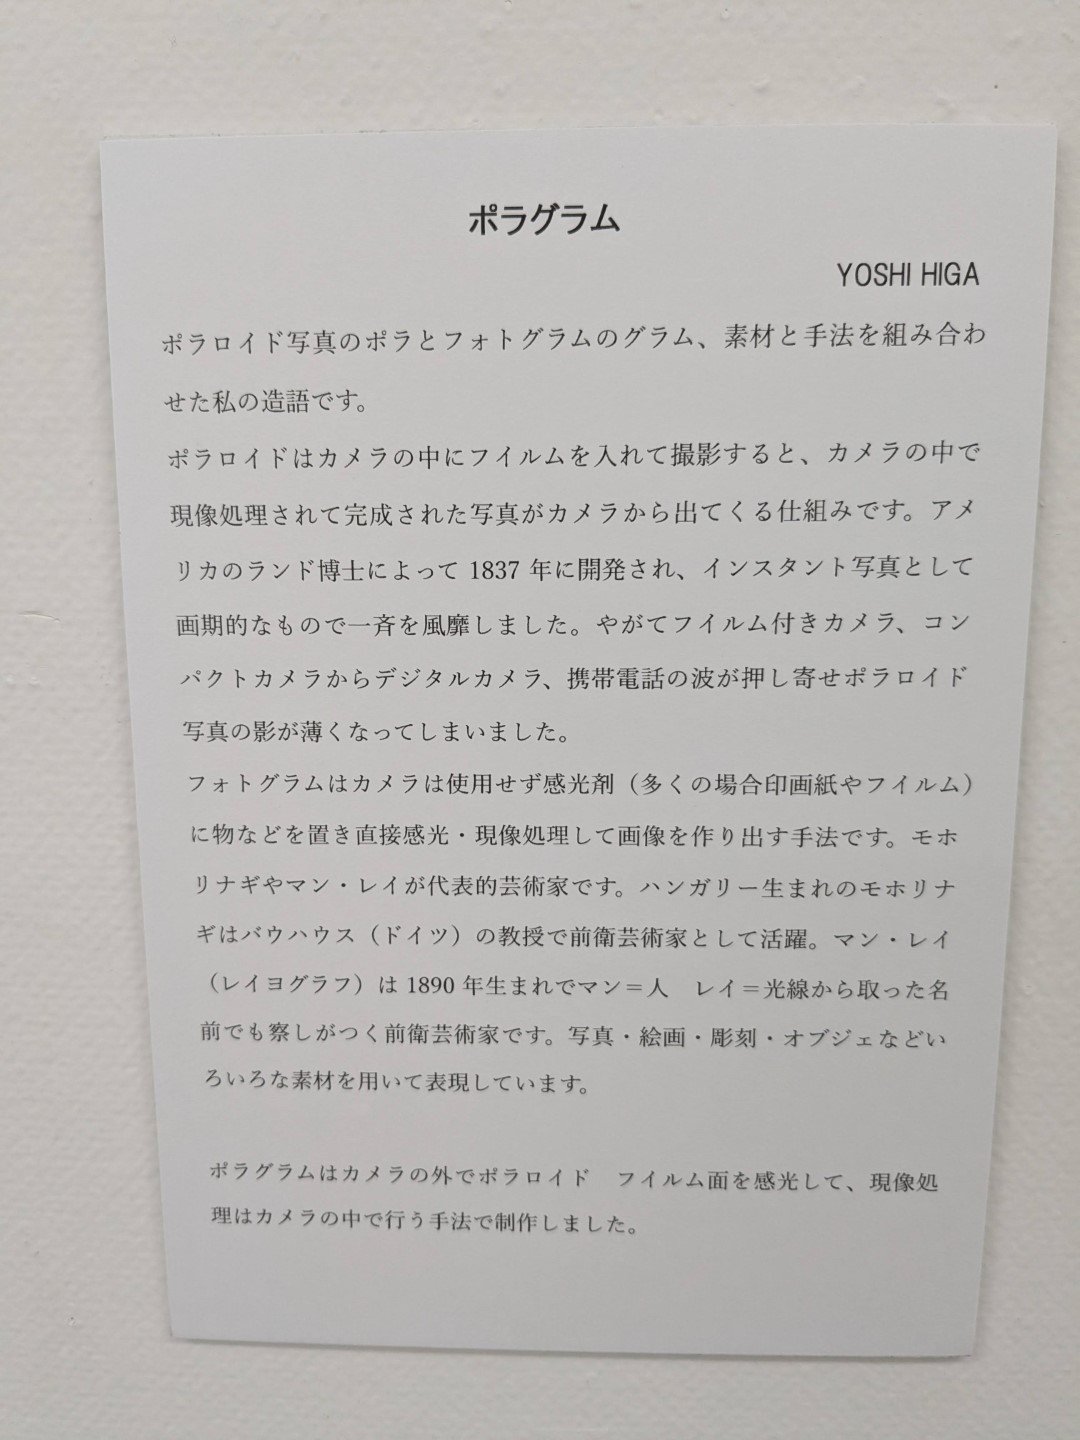 ポラグラム
YOSHI HIGA
ポラロイド写真のポラとフォトグラムのグラム、素材と手法を組み合わ
せた私の造語です。
ポラロイドはカメラの中にフイルムを入れて撮影すると、カメラの中で
現像処理されて完成された写真がカメラから出てくる仕組みです。アメ
リカのランド博士によって 1837 年に開発され、インスタント写真として
画期的なもので一斉を風靡しました。やがてフイルム付きカメラ、コン
パクトカメラからデジタルカメラ、携帯電話の波が押し寄せポラロイド
写真の影が薄くなってしまいました。
フォトグラムはカメラは使用せず感光剤（多くの場合印画紙やフイルム）
に物などを置き直接感光・現像処理して画像を作り出す手法です。モホ
リナギやマン・レイが代表的芸術家です。ハンガリー生まれのモホリナ
ギはバウハウス（ドイツ）の教授で前衛芸術家として活躍。マン・レイ
（レイヨグラフ）は 1890 年生まれでマン＝人　レイ＝光線から取った名
前でも察しがつく前衛芸術家です。写真・絵画・彫刻・オブジェなどい
ろいろな素材を用いて表現しています。
ポラグラムはカメラの外でポラロイド　フイルム面を感光して、現像処
理はカメラの中で行う手法で制作しました。